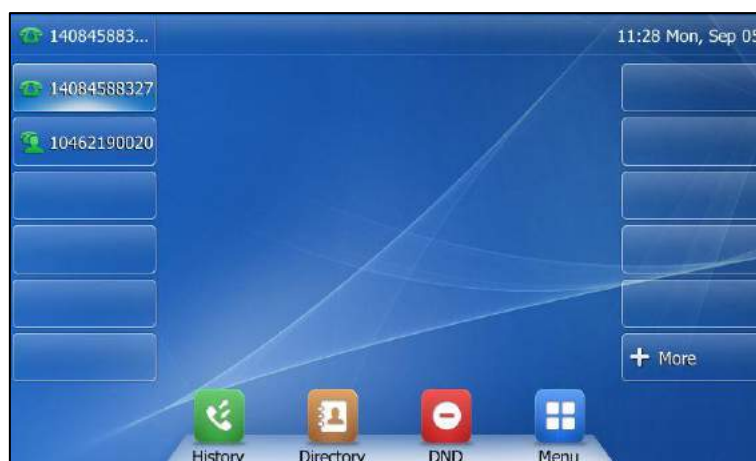 140845883...
11:28 Mon, Sep 05
14084588327
10462190020
More
History Directory DND Menu